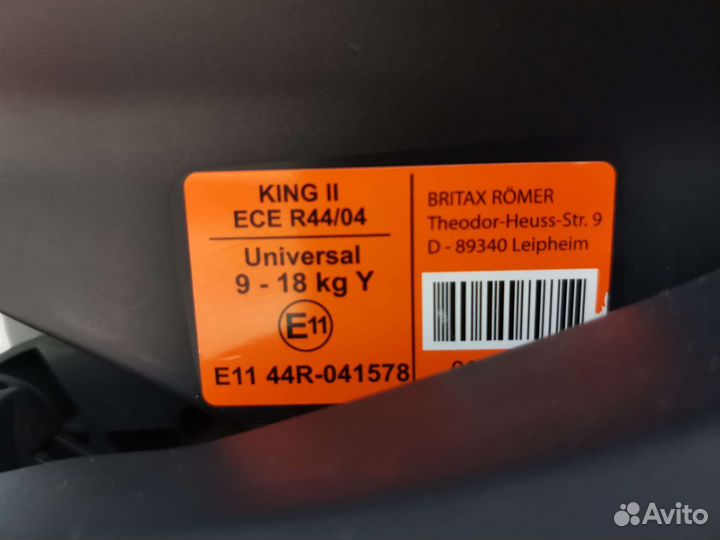 KING II
ECE R44/04
Universal
9 - 18 kg Y
E11
E11 44R-041578
BRITAX RÖMER
Theodor-Heuss-Str. 9
D - 89340 Leipheim
Avito